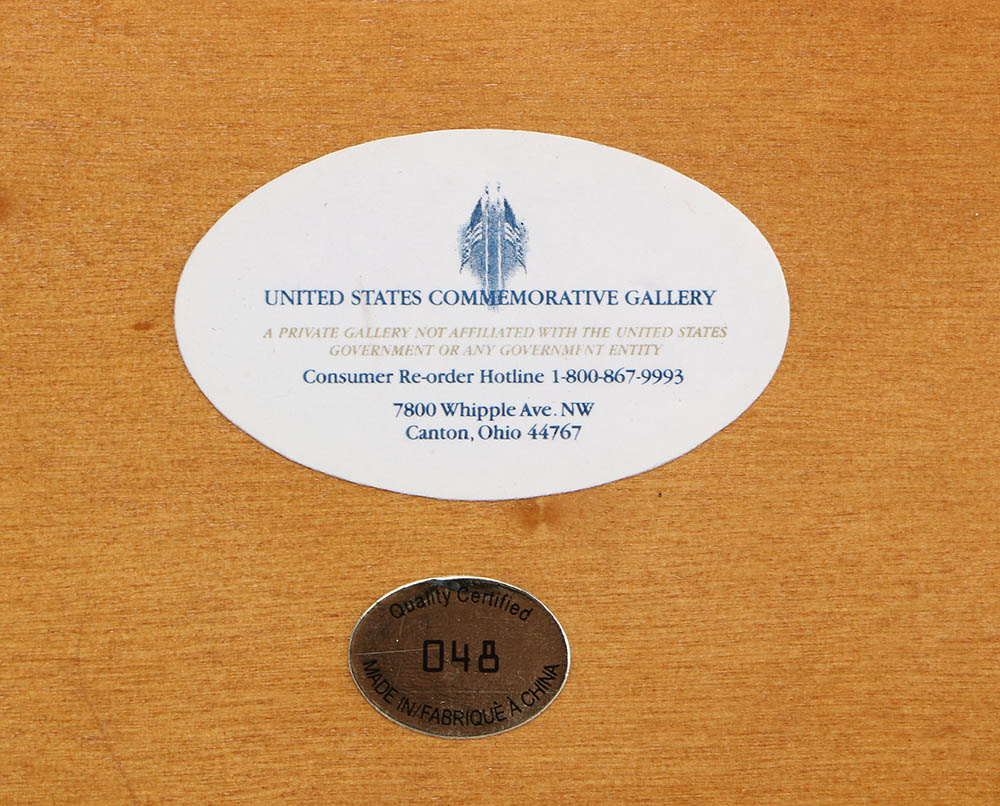 UNITED STATES COMMEMORATIVE GALLERY
A PRIVATE GALLERY NOT AFFILIATED WITH THE UNITED STATES
GOVERNMENT OR ANY GOVERNMENT ENTITY
Consumer Re-order Hotline 1-800-867-9993
7800 Whipple Ave. NW
Canton, Ohio 44767
Quality Certified
048
MADE IN/FABRIQUÈ À CHINA